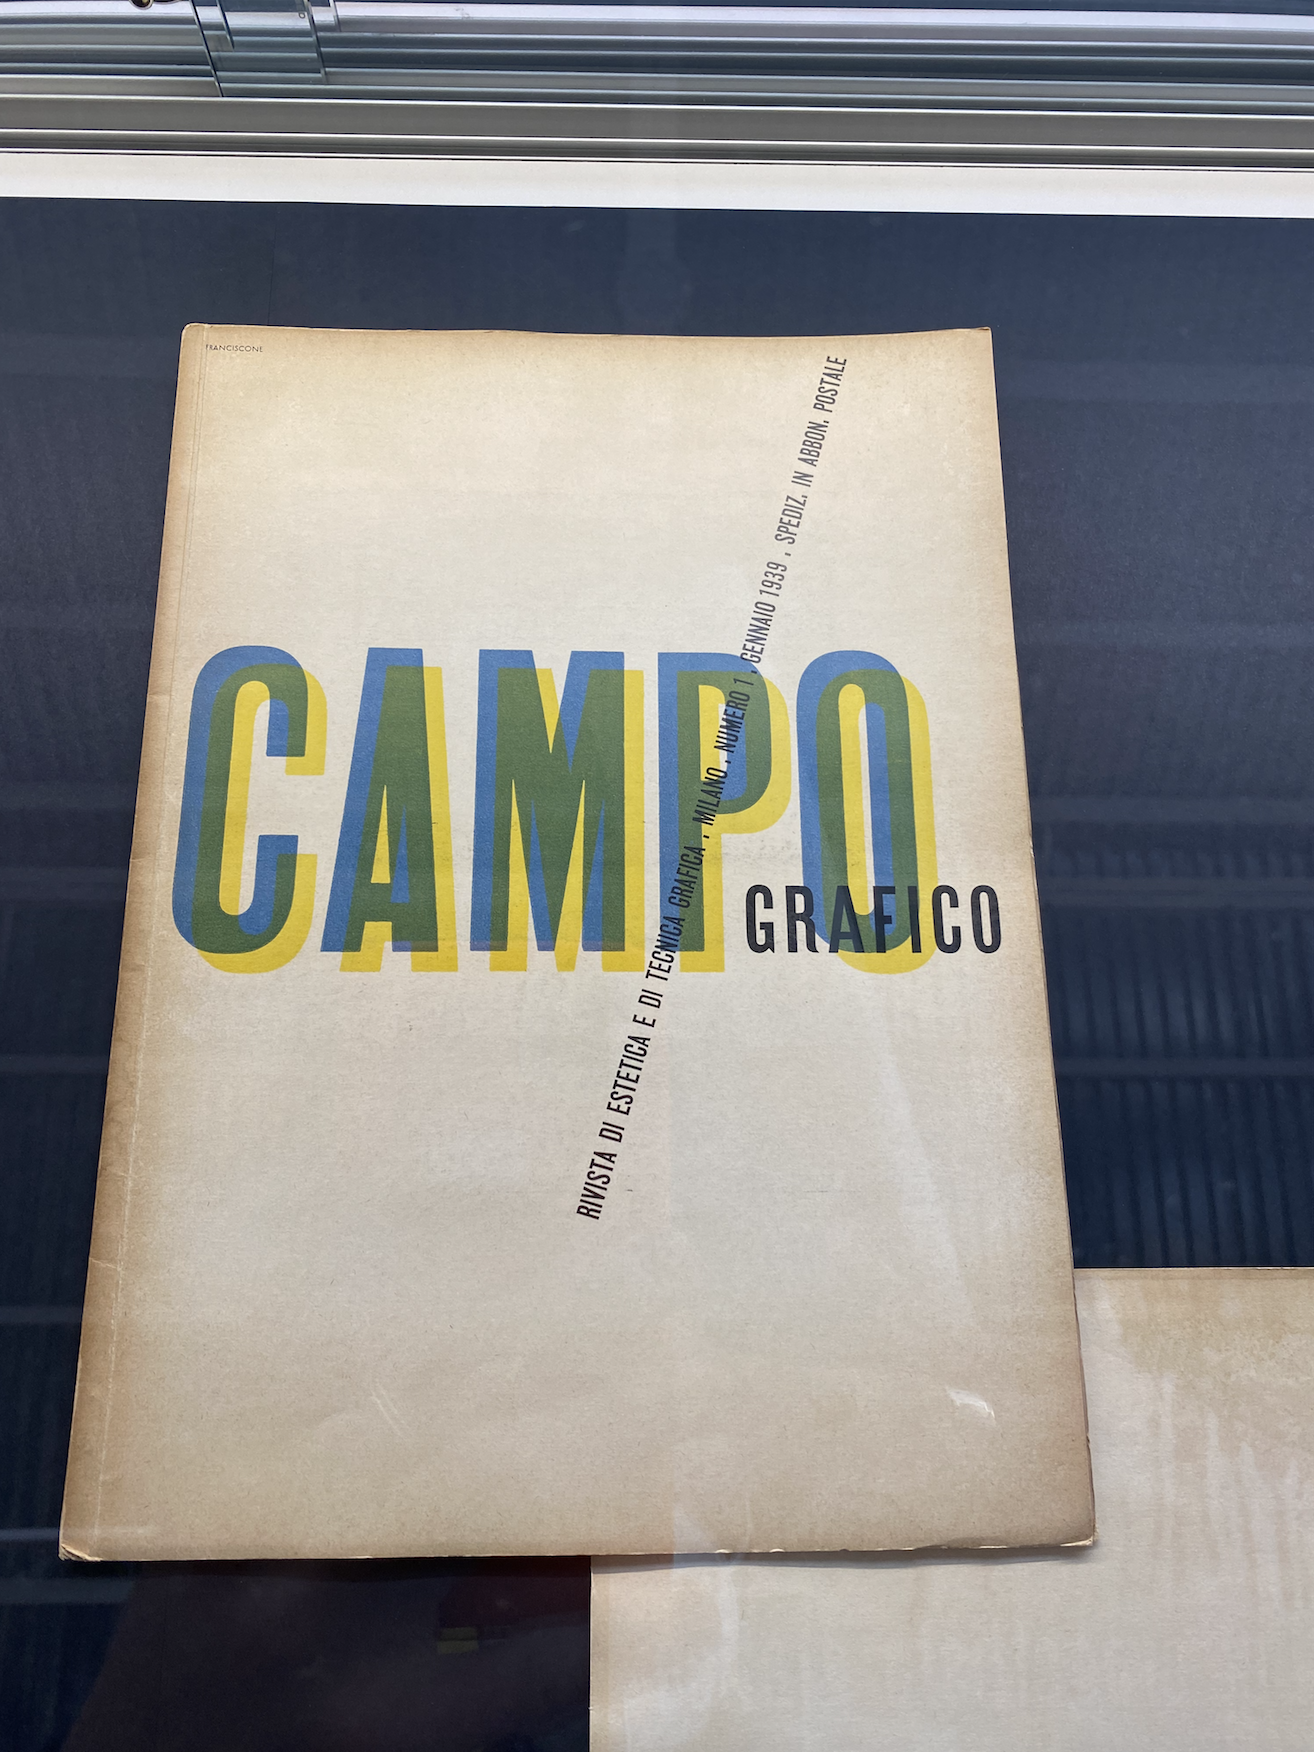 FRANCISCONE
CAMPO
GRAFICO
RIVISTA DI ESTETICA E DI TECNICA GRAFICA . MILANO . NUMERO 1 . GENNAIO 1939 . SPEDIZ. IN ABBON. POSTALE